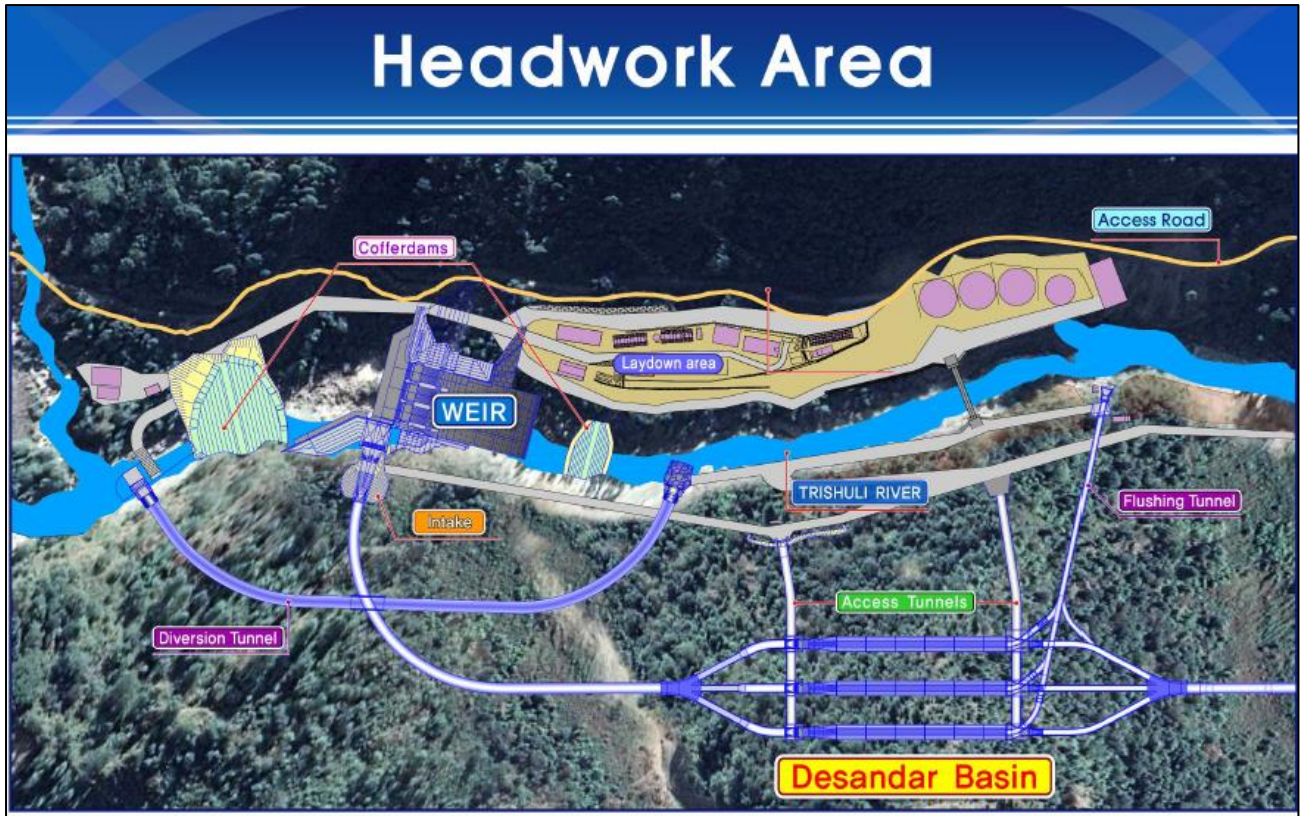 Headwork Area
Access Road
Cofferdams
Laydown area
WEIR
TRISHULI RIVER
Flushing Tunnel
Intake
Access Tunnels
Diversion Tunnel
Desandar Basin